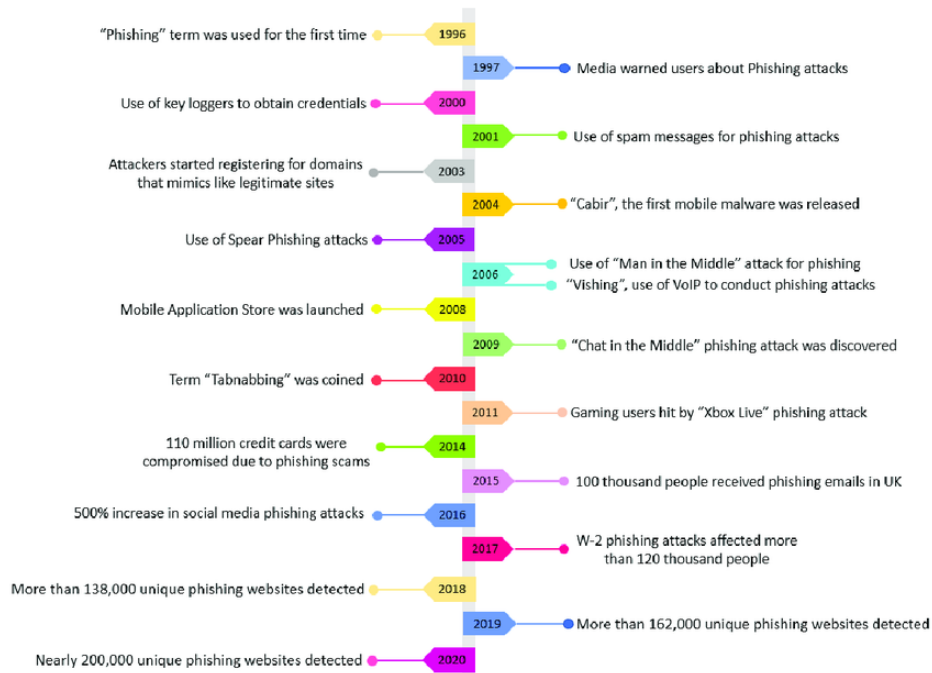 “Phishing” term was used for the first time
1996
1997
Media warned users about Phishing attacks
Use of key loggers to obtain credentials
2000
2001
Use of spam messages for phishing attacks
Attackers started registering for domains
that mimics like legitimate sites
2003
2004
“Cabir”, the first mobile malware was released
Use of Spear Phishing attacks
2005
2006
Use of “Man in the Middle” attack for phishing
“Vishing”, use of VoIP to conduct phishing attacks
Mobile Application Store was launched
2008
2009
“Chat in the Middle” phishing attack was discovered
Term “Tabnabbing” was coined
2010
2011
Gaming users hit by “Xbox Live” phishing attack
110 million credit cards were
compromised due to phishing scams
2014
2015
100 thousand people received phishing emails in UK
500% increase in social media phishing attacks
2016
2017
W-2 phishing attacks affected more
than 120 thousand people
More than 138,000 unique phishing websites detected
2018
2019
More than 162,000 unique phishing websites detected
Nearly 200,000 unique phishing websites detected
2020